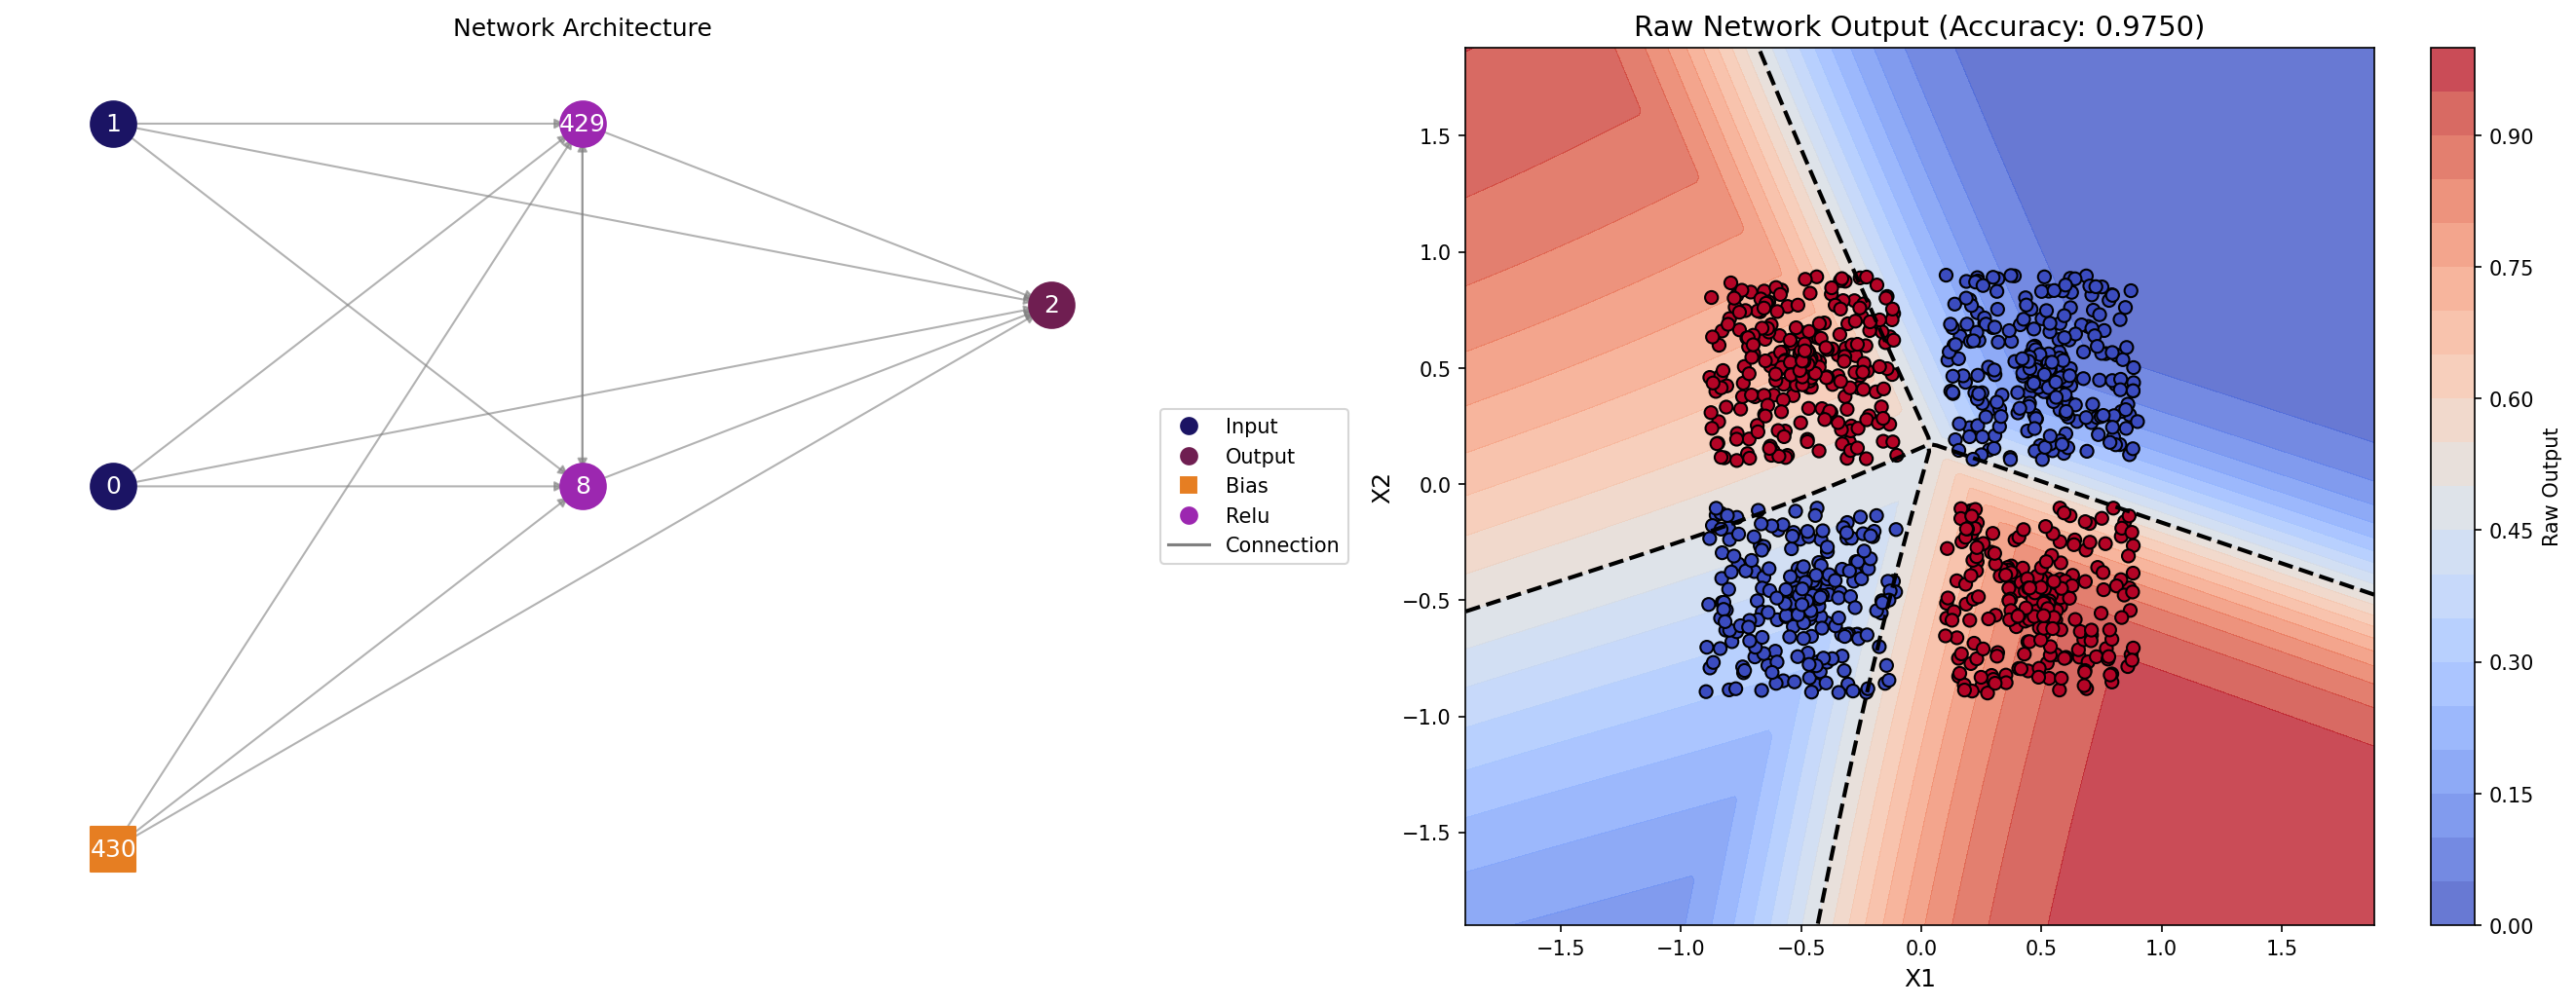 Network Architecture
1
429
2
0
8
430
Input
Output
Bias
Relu
Connection
Raw Network Output (Accuracy: 0.9750)
X2
1.5
1.0
0.5
0.0
−0.5
−1.0
−1.5
−1.5
−1.0
−0.5
0.0
0.5
1.0
1.5
X1
0.90
0.75
0.60
0.45
0.30
0.15
0.00
Raw Output